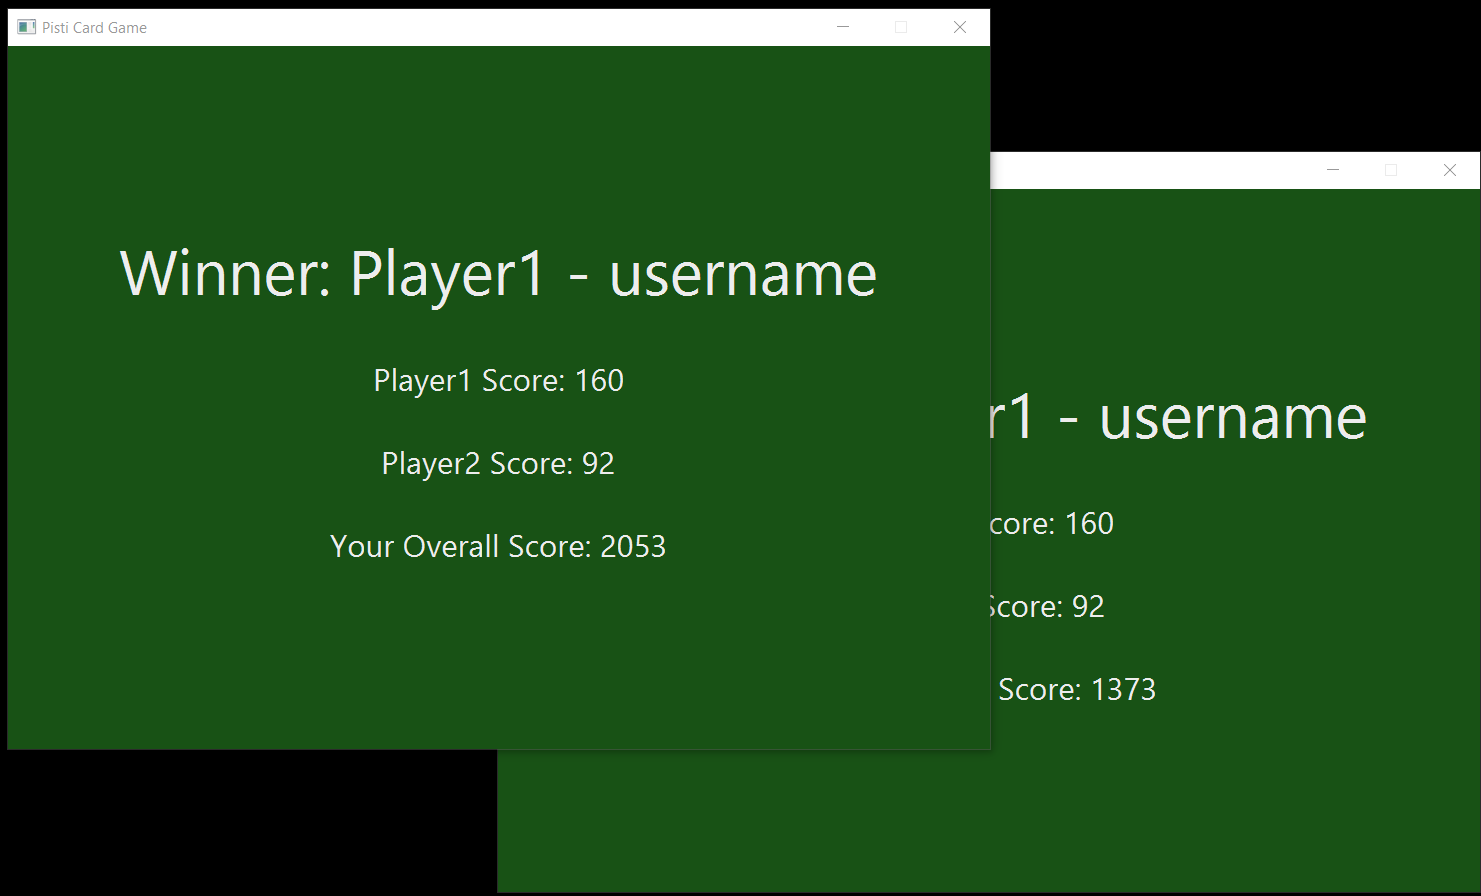 Pisti Card Game
Winner: Player1 - username
Player1 Score: 160
Player2 Score: 92
Your Overall Score: 2053
r1 - username
core: 160
Score: 92
Score: 1373